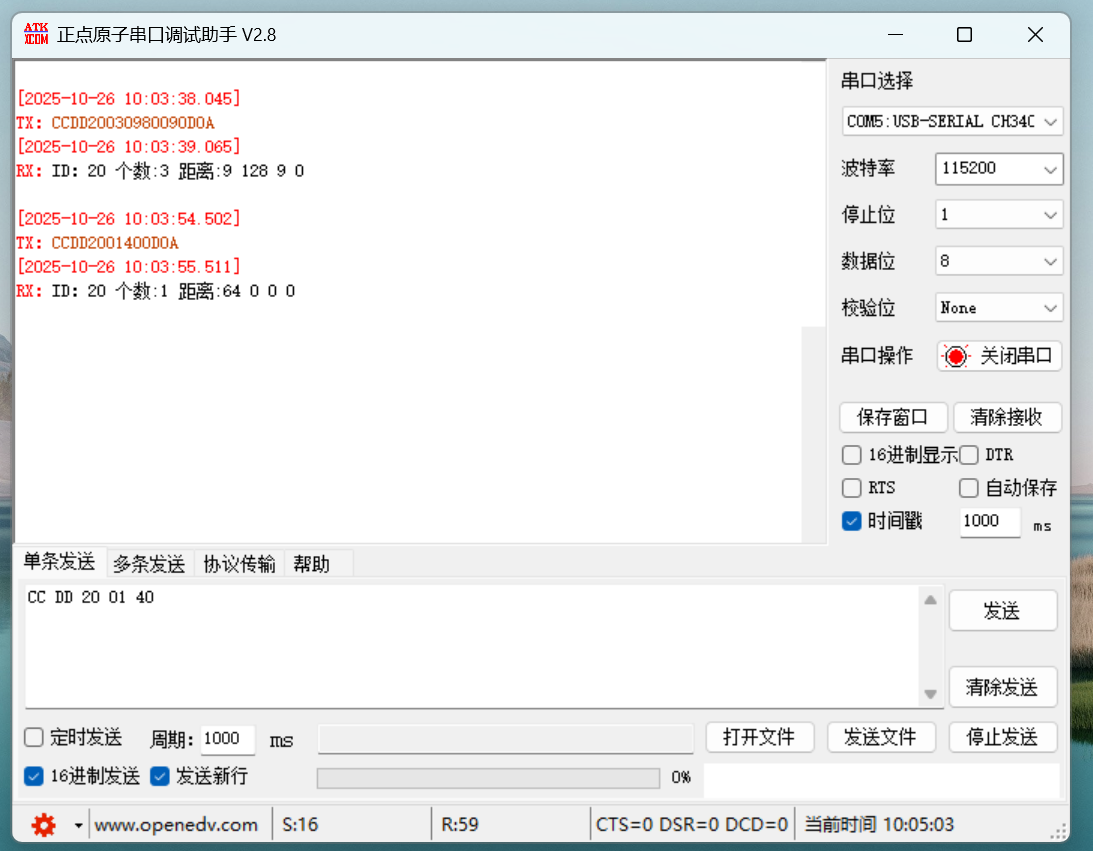 ATK
XCOM 正点原子串口调试助手 V2.8
[2025-10-26 10:03:38.045]
TX: CCDD20030980090D0A
[2025-10-26 10:03:39.065]
RX: ID: 20 个数:3 距离:9 128 9 0
[2025-10-26 10:03:54.502]
TX: CCDD2001400D0A
[2025-10-26 10:03:55.511]
RX: ID: 20 个数:1 距离:64 0 0 0
串口选择
COM5:USB-SERIAL CH340
波特率 115200
停止位 1
数据位 8
校验位 None
串口操作 关闭串口
保存窗口 清除接收
16进制显示 DTR
RTS 自动保存
时间戳 1000 ms
单条发送 多条发送 协议传输 帮助
CC DD 20 01 40
发送
清除发送
定时发送 周期: 1000 ms 打开文件 发送文件 停止发送
16进制发送 发送新行 0%
www.openedv.com S:16 R:59 CTS=0 DSR=0 DCD=0 当前时间 10:05:03